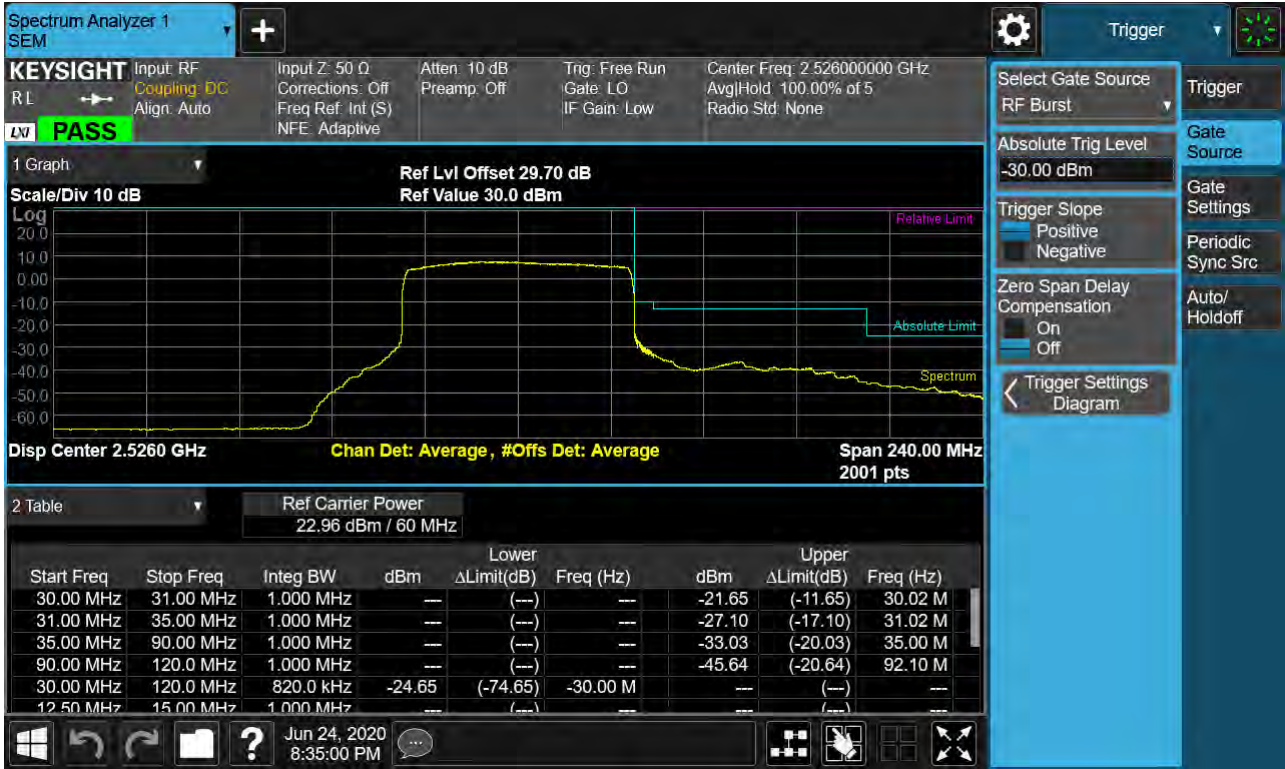 Spectrum Analyzer 1
SEM
Trigger
KEYSIGHT
R L
LXI
PASS
Input: RF
Coupling: DC
Align: Auto
Input Z: 50 Ω
Corrections: Off
Freq Ref: Int (S)
NFE: Adaptive
Atten: 10 dB
Preamp: Off
Trig: Free Run
Gate: LO
IF Gain: Low
Center Freq: 2.526000000 GHz
Avg|Hold: 100.00% of 5
Radio Std: None
1 Graph
Scale/Div 10 dB
Ref Lvl Offset 29.70 dB
Ref Value 30.0 dBm
Log
20.0
10.0
0.00
-10.0
-20.0
-30.0
-40.0
-50.0
-60.0
Relative Limit
Absolute Limit
Spectrum
Disp Center 2.5260 GHz
Chan Det: Average , #Offs Det: Average
Span 240.00 MHz
2001 pts
2 Table
Ref Carrier Power
22.96 dBm / 60 MHz
Lower Upper
Start Freq Stop Freq Integ BW dBm ΔLimit(dB) Freq (Hz) dBm ΔLimit(dB) Freq (Hz)
30.00 MHz 31.00 MHz 1.000 MHz --- (---) --- -21.65 (-11.65) 30.02 M
31.00 MHz 35.00 MHz 1.000 MHz --- (---) --- -27.10 (-17.10) 31.02 M
35.00 MHz 90.00 MHz 1.000 MHz --- (---) --- -33.03 (-20.03) 35.00 M
90.00 MHz 120.0 MHz 1.000 MHz --- (---) --- -45.64 (-20.64) 92.10 M
30.00 MHz 120.0 MHz 820.0 kHz -24.65 (-74.65) -30.00 M --- (---) ---
12.50 MHz 15.00 MHz 1.000 MHz --- (---) --- --- (---) ---
Jun 24, 2020
8:35:00 PM
Select Gate Source
RF Burst
Absolute Trig Level
-30.00 dBm
Trigger Slope
Positive
Negative
Zero Span Delay
Compensation
On
Off
Trigger Settings
Diagram
Trigger
Gate
Source
Gate
Settings
Periodic
Sync Src
Auto/
Holdoff